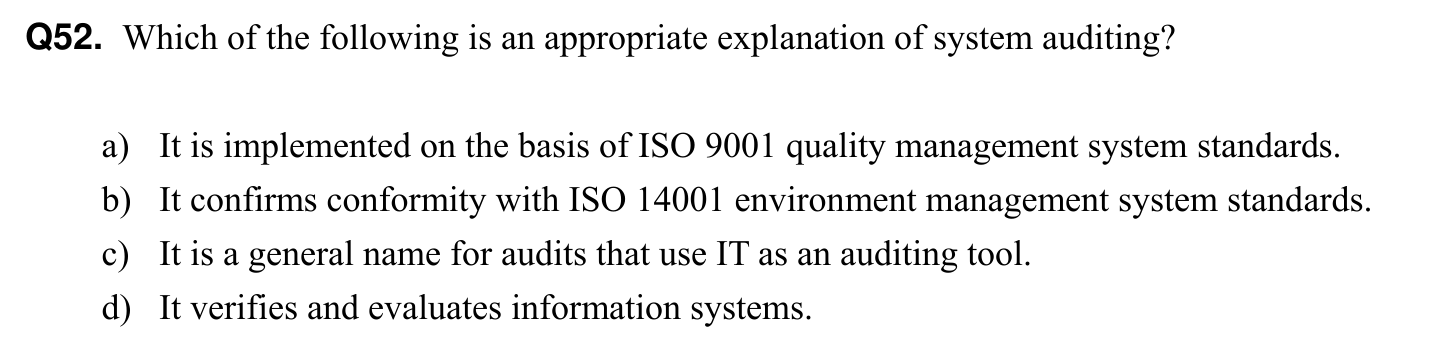 Q52. Which of the following is an appropriate explanation of system auditing?
a) It is implemented on the basis of ISO 9001 quality management system standards.
b) It confirms conformity with ISO 14001 environment management system standards.
c) It is a general name for audits that use IT as an auditing tool.
d) It verifies and evaluates information systems.